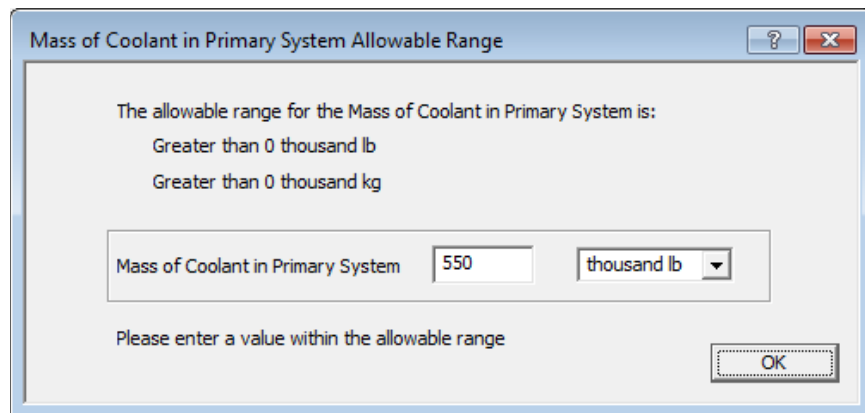 Mass of Coolant in Primary System Allowable Range
?
The allowable range for the Mass of Coolant in Primary System is:
Greater than 0 thousand lb
Greater than 0 thousand kg
Mass of Coolant in Primary System 550 thousand lb
Please enter a value within the allowable range
OK